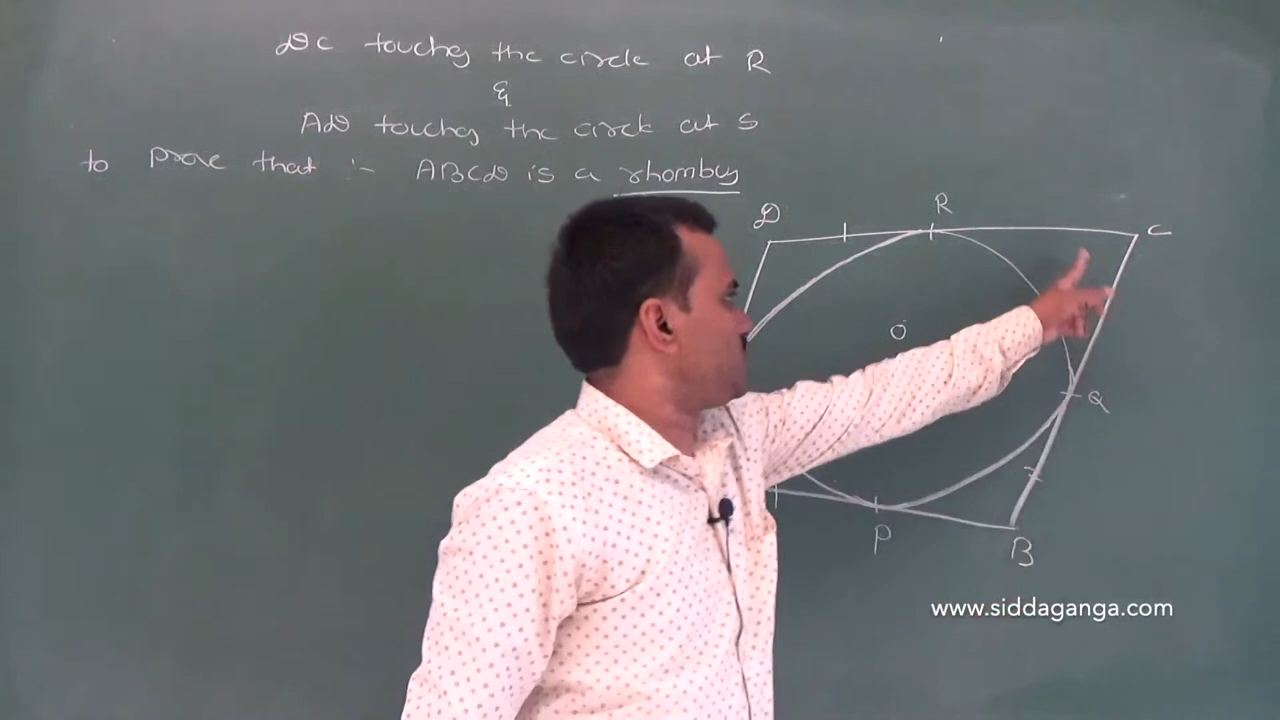 DC touches the circle at R
&
AD touches the circle at S
to prove that :- ABCD is a rhombus
D
R
C
O
Q
P
B
www.siddaganga.com